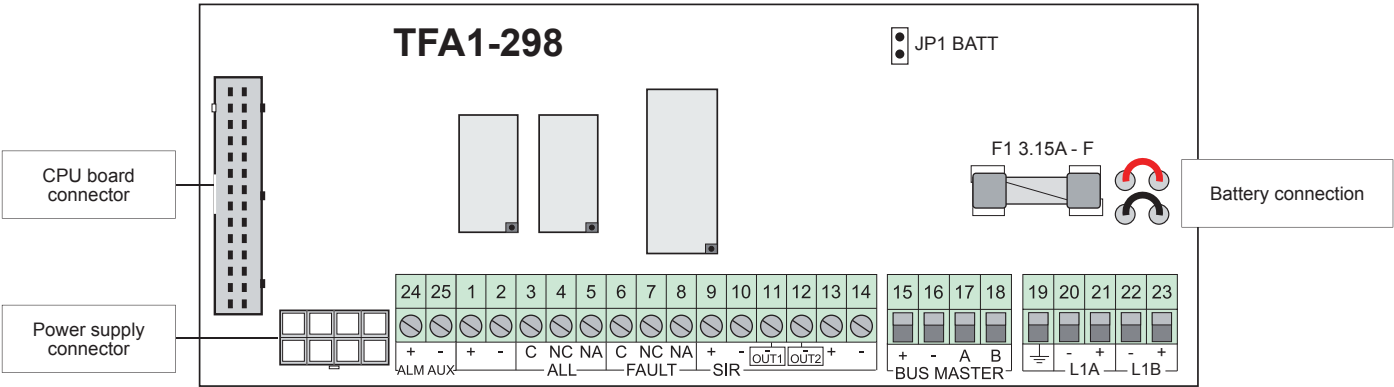 TFA1-298
JP1 BATT
CPU board
connector
F1 3.15A - F
Battery connection
Power supply
connector
24 25 1 2 3 4 5 6 7 8 9 10 11 12 13 14 15 16 17 18 19 20 21 22 23
+ - + - C NC NA C NC NA + - - - + - + - A B - + - +
OUT1 OUT2
ALM AUX ALL FAULT SIR BUS MASTER L1A L1B